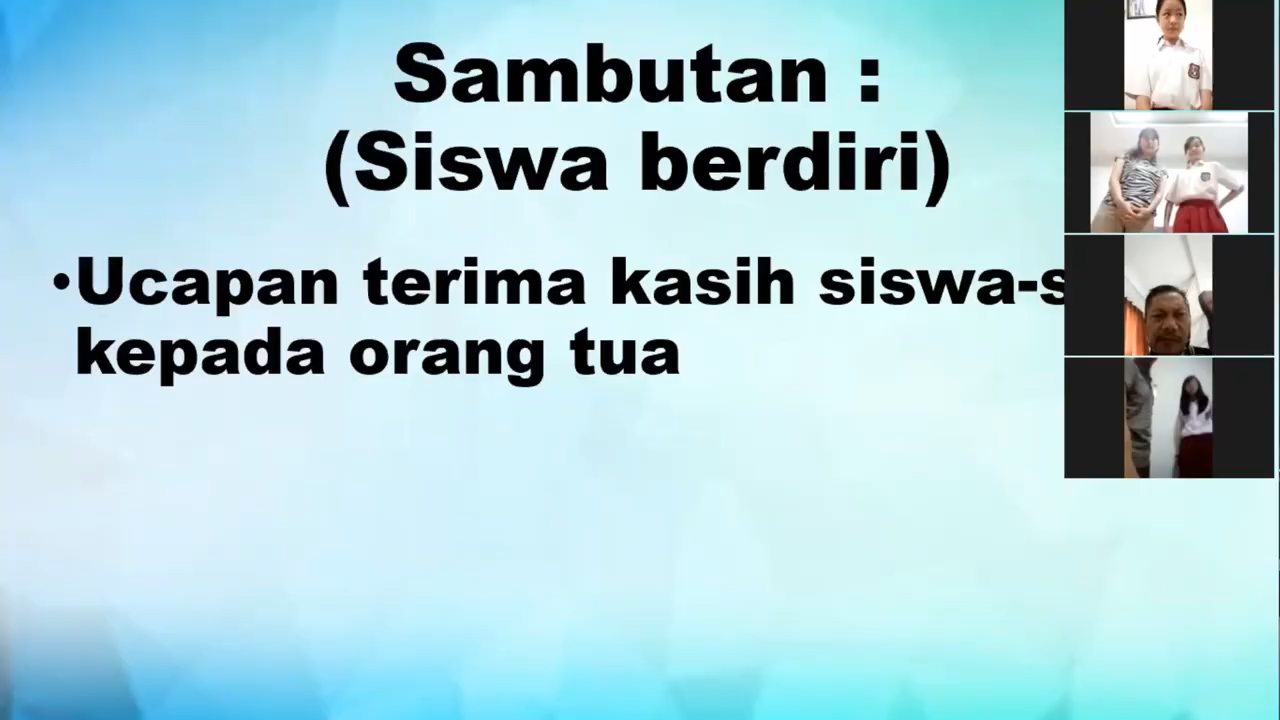 Sambutan :
(Siswa berdiri)
•Ucapan terima kasih siswa-s
kepada orang tua